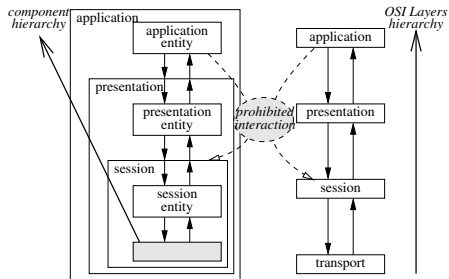 component
hierarchy
application
application
entity
presentation
presentation
entity
session
session
entity
prohibited
interaction
application
presentation
session
transport
OSI Layers
hierarchy